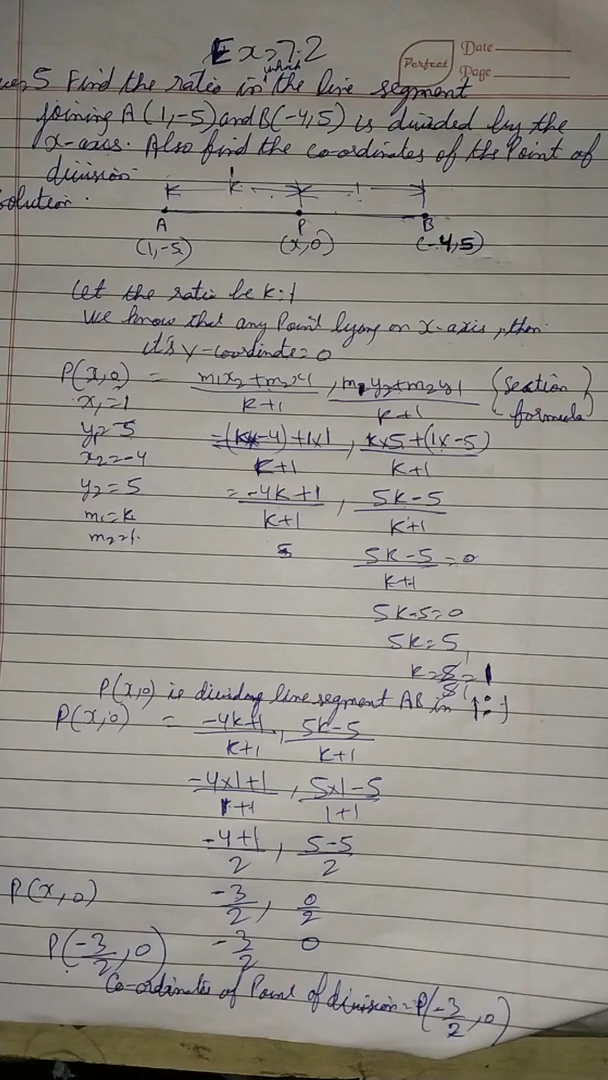 Ex 7.2
Perfect
Date
Page
Ques 5 Find the ratio in which the line segment
joining A(1,-5) and B(-4,5) is divided by the
x-axis. Also find the co-ordinates of the Point of
division
Solution.
k 1
A P B
(1,-5) (x,0) (-4,5)
Let the ratio be k:1
We know that any Point lying on x-axis, then
it's y-coordinte = 0
P(x,0) = m1x2+m2x1/k+1 , m1y2+m2y1/k+1 {Section formula}
x1=1
y1=-5 =(k×-4)+1×1/k+1 , k×5+(1×-5)/k+1
x2=-4
y2=5 = -4k+1/k+1 , 5k-5/k+1
m1=k
m2=1
5k-5/k+1 = 0
5k-5=0
5k=5
k=5/5=1
P(x,0) is dividing line segment AB in 1:1
P(x,0) = -4k+1/k+1 , 5k-5/k+1
-4×1+1/1+1 , 5×1-5/1+1
-4+1/2 , 5-5/2
P(x,0) -3/2 , 0/2
P(-3/2,0) -3/2 0
Co-ordinates of Point of division = P(-3/2,0)